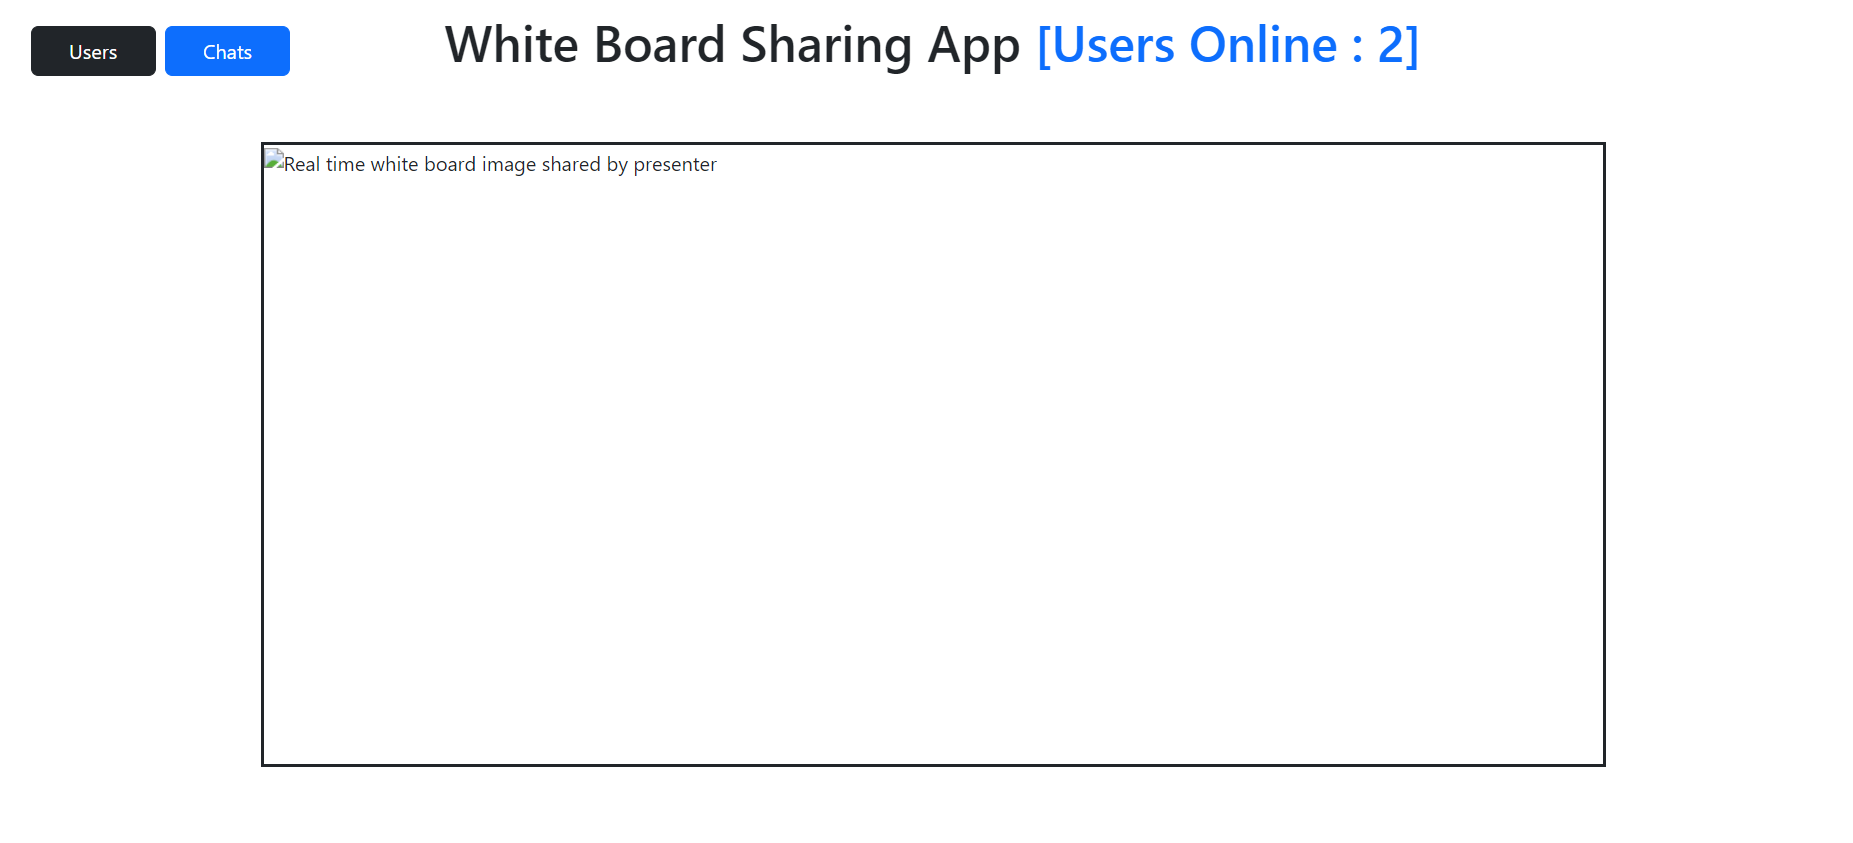 Users
Chats
White Board Sharing App [Users Online : 2]
Real time white board image shared by presenter